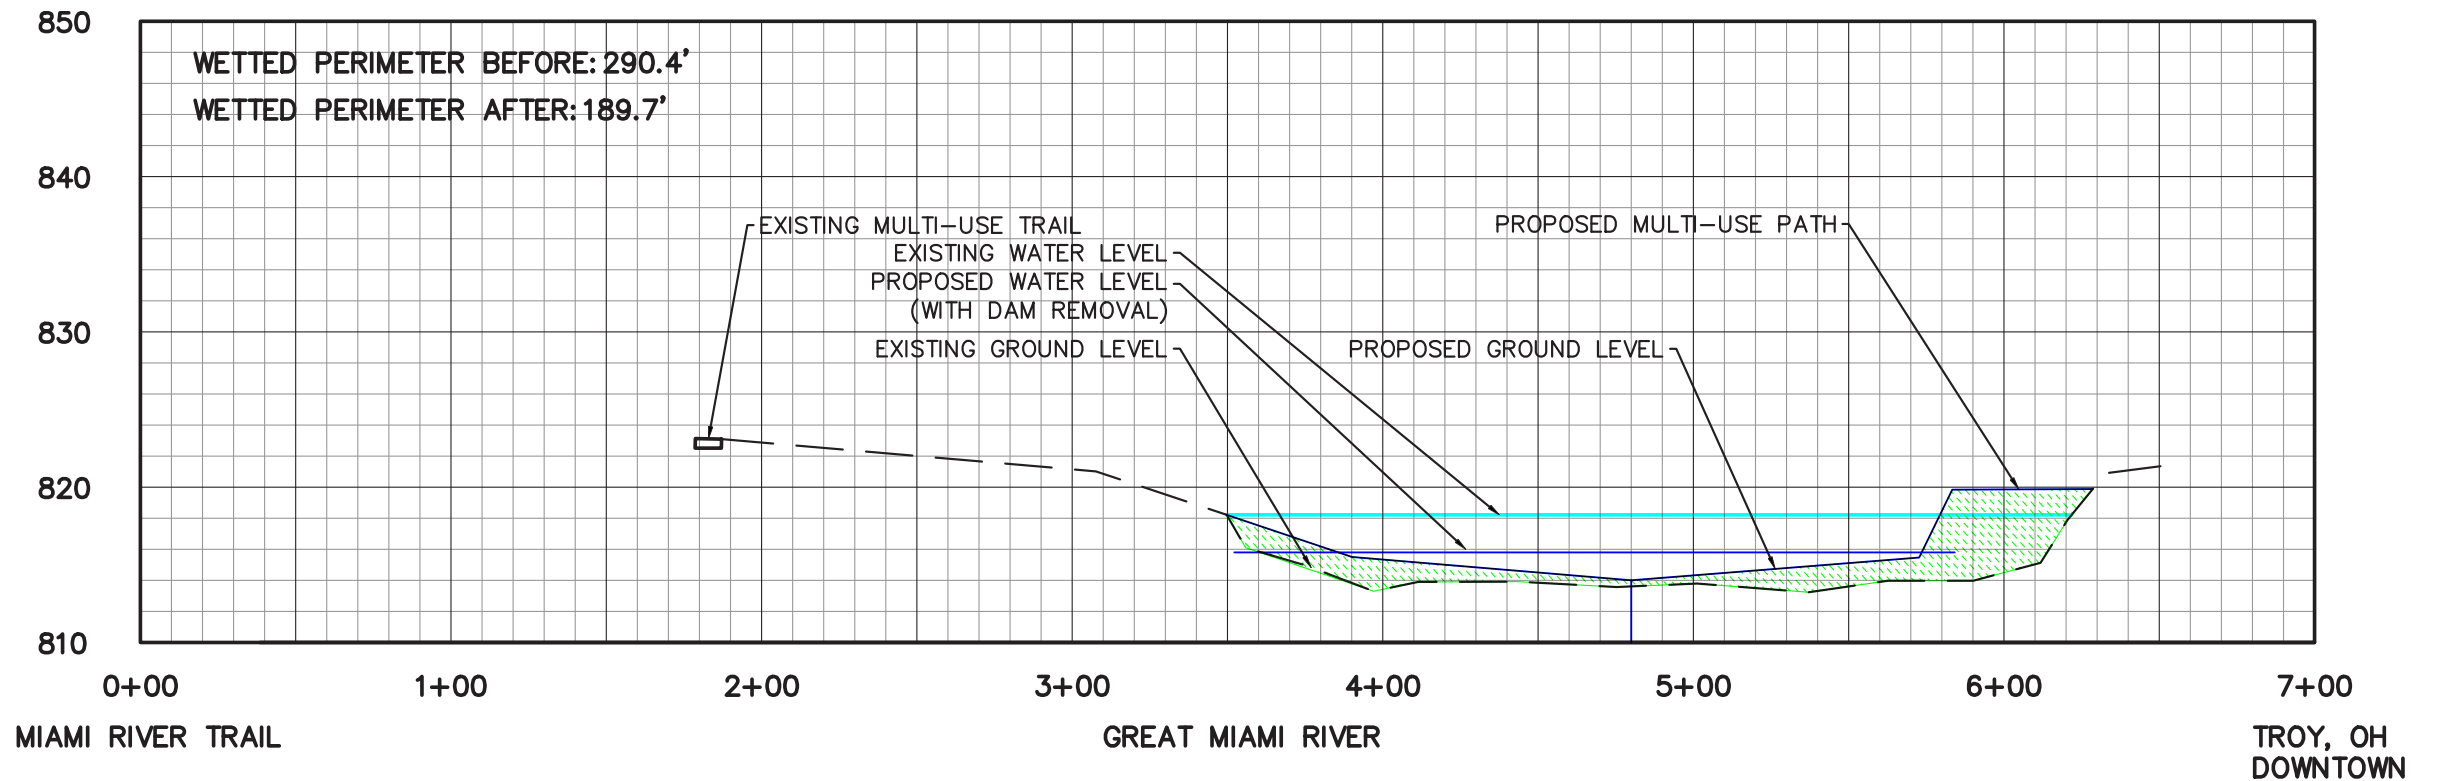 850
WETTED PERIMETER BEFORE: 290.4'
WETTED PERIMETER AFTER: 189.7'
840
EXISTING MULTI-USE TRAIL
PROPOSED MULTI-USE PATH
EXISTING WATER LEVEL
PROPOSED WATER LEVEL
(WITH DAM REMOVAL)
830
EXISTING GROUND LEVEL
PROPOSED GROUND LEVEL
820
810
0+00 1+00 2+00 3+00 4+00 5+00 6+00 7+00
MIAMI RIVER TRAIL
GREAT MIAMI RIVER
TROY, OH
DOWNTOWN